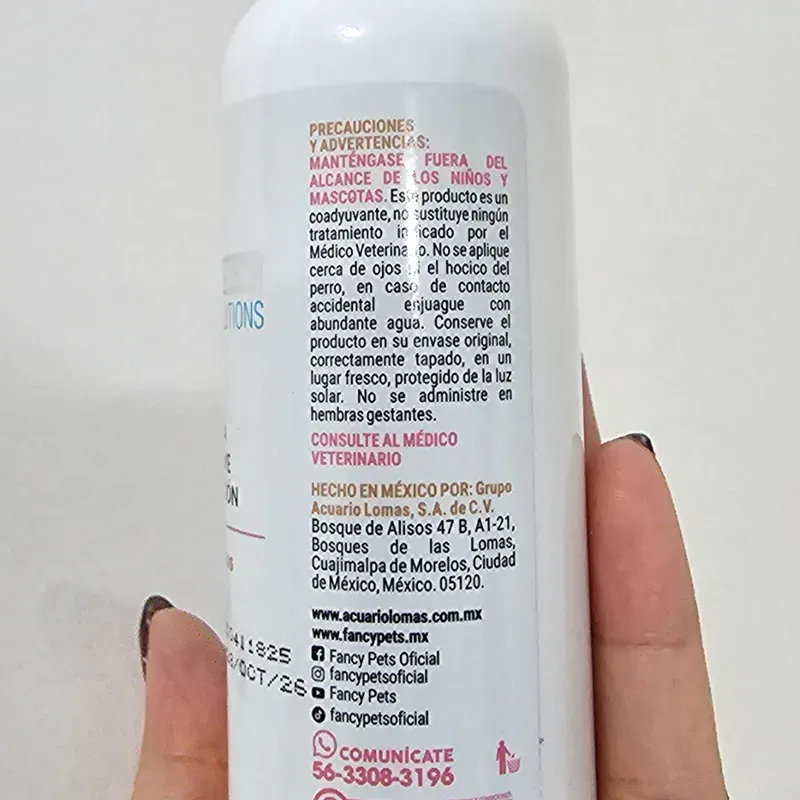 PRECAUCIONES
Y ADVERTENCIAS:
MANTÉNGASE FUERA DEL
ALCANCE DE LOS NIÑOS Y
MASCOTAS. Este producto es un
coadyuvante, no sustituye ningún
tratamiento indicado por el
Médico Veterinario. No se aplique
cerca de ojos ni el hocico del
perro, en caso de contacto
accidental enjuague con
abundante agua. Conserve el
producto en su envase original,
correctamente tapado, en un
lugar fresco, protegido de la luz
solar. No se administre en
hembras gestantes.
CONSULTE AL MÉDICO
VETERINARIO
HECHO EN MÉXICO POR: Grupo
Acuario Lomas, S.A. de C.V.
Bosque de Alisos 47 B, A1-21,
Bosques de las Lomas,
Cuajimalpa de Morelos, Ciudad
de México, México. 05120.
www.acuariolomas.com.mx
www.fancypets.mx
Fancy Pets Oficial
fancypetsoficial
Fancy Pets
fancypetsoficial
COMUNÍCATE
56-3308-3196
UTIONS
411825
/OCT/26